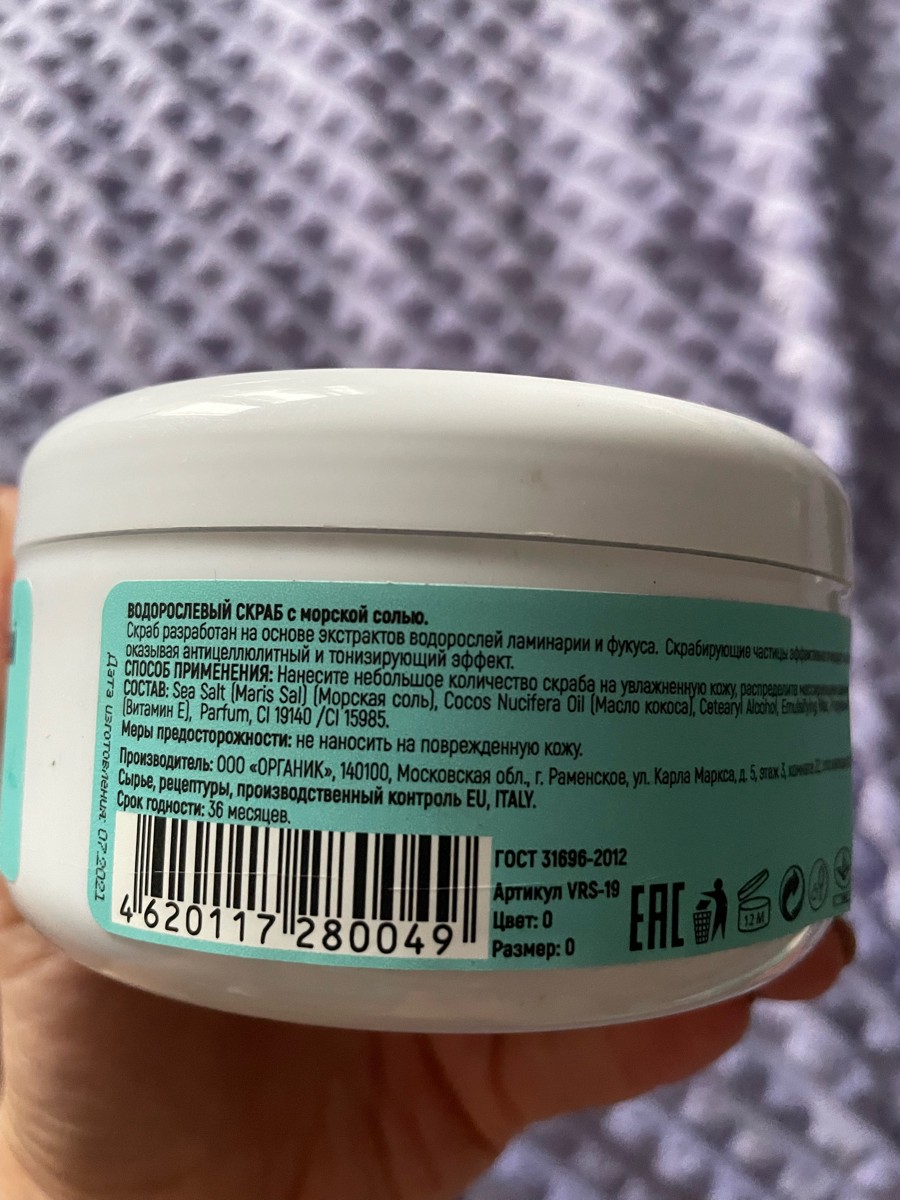 ВОДОРОСЛЕВЫЙ СКРАБ с морской солью.
Скраб разработан на основе экстрактов водорослей ламинарии и фукуса. Скрабирующие частицы
оказывая антицеллюлитный и тонизирующий эффект.
СПОСОБ ПРИМЕНЕНИЯ: Нанесите небольшое количество скраба на увлажненную кожу, распределите
СОСТАВ: Sea Salt (Maris Sal) (Морская соль), Cocos Nucifera Oil (Масло кокоса), Cetearyl Alcohol, Emulsifying Wax,
(Витамин Е), Parfum, CI 19140 /CI 15985.
Меры предосторожности: не наносить на поврежденную кожу.
Производитель: ООО «ОРГАНИК», 140100, Московская обл., г. Раменское, ул. Карла Маркса, д. 5, этаж 3, комната 22,
Сырье, рецептуры, производственный контроль EU, ITALY.
Срок годности: 36 месяцев.
Дата изготовления: 07.2021
4 620117 280049
ГОСТ 31696-2012
Артикул VRS-19
Цвет: 0
Размер: 0
EAC
12 M